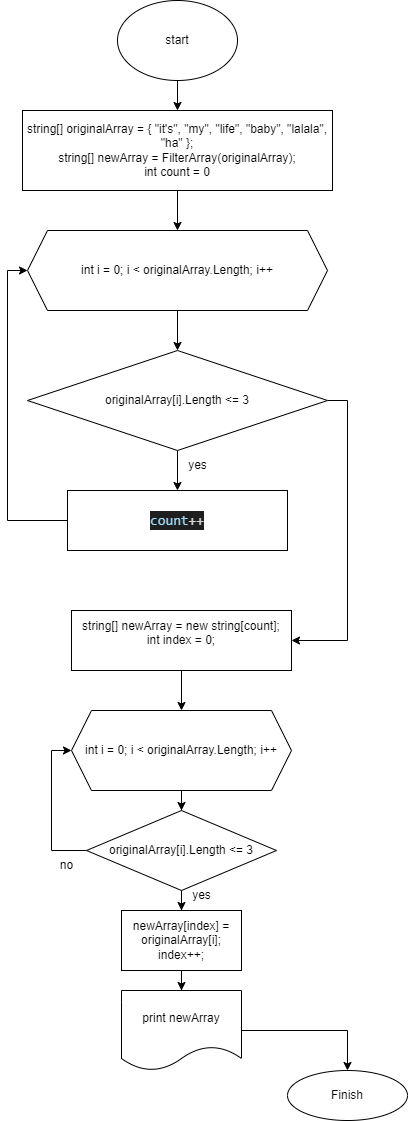 start
string[] originalArray = { "it's", "my", "life", "baby", "lalala",
"ha" };
string[] newArray = FilterArray(originalArray);
int count = 0
int i = 0; i < originalArray.Length; i++
originalArray[i].Length <= 3
yes
count++
string[] newArray = new string[count];
int index = 0;
int i = 0; i < originalArray.Length; i++
originalArray[i].Length <= 3
no
yes
newArray[index] =
originalArray[i];
index++;
print newArray
Finish